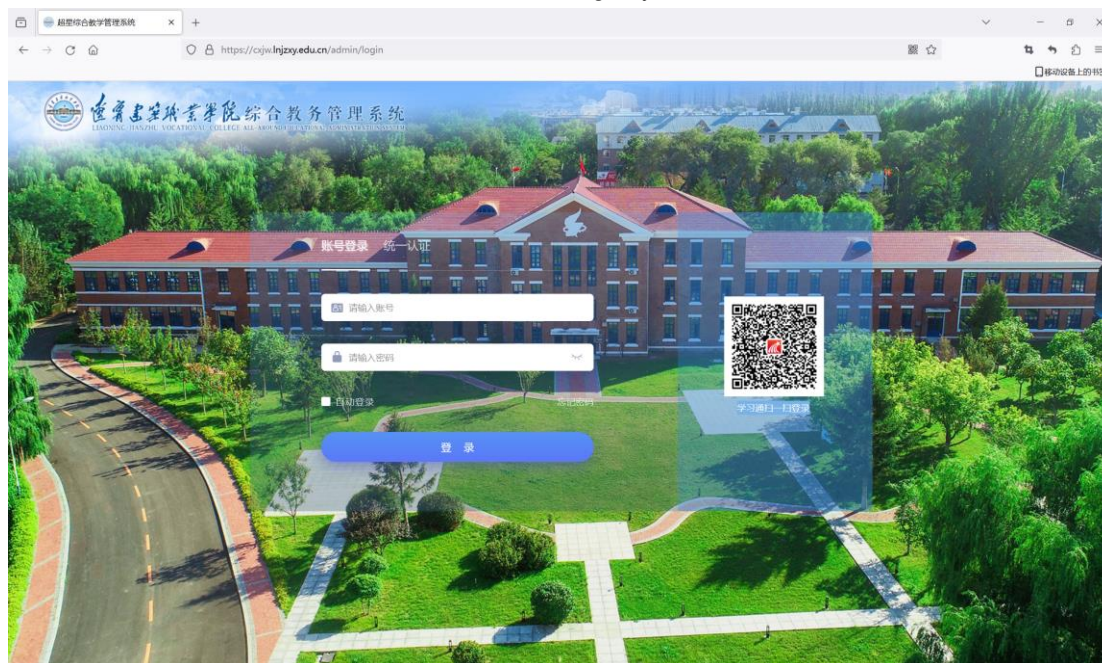 超星综合教学管理系统
https://cxjw.lnjzxy.edu.cn/admin/login
移动设备上的书签
辽宁建筑职业学院综合教务管理系统
账号登录 统一认证
请输入账号
请输入密码
自动登录 忘记密码
登 录
学习通扫一扫登录